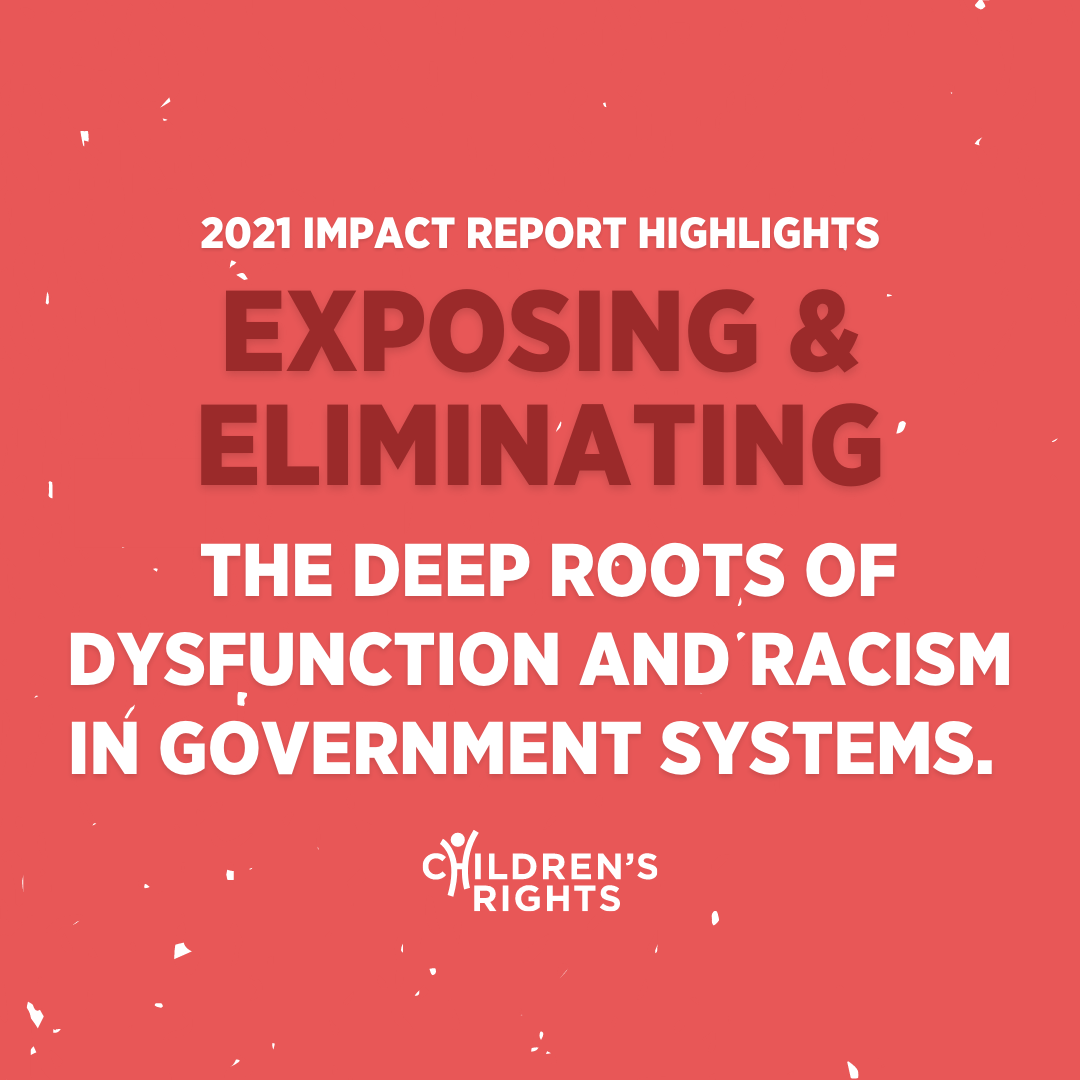 2021 IMPACT REPORT HIGHLIGHTS
EXPOSING &
ELIMINATING
THE DEEP ROOTS OF
DYSFUNCTION AND RACISM
IN GOVERNMENT SYSTEMS.
CHILDREN'S
RIGHTS